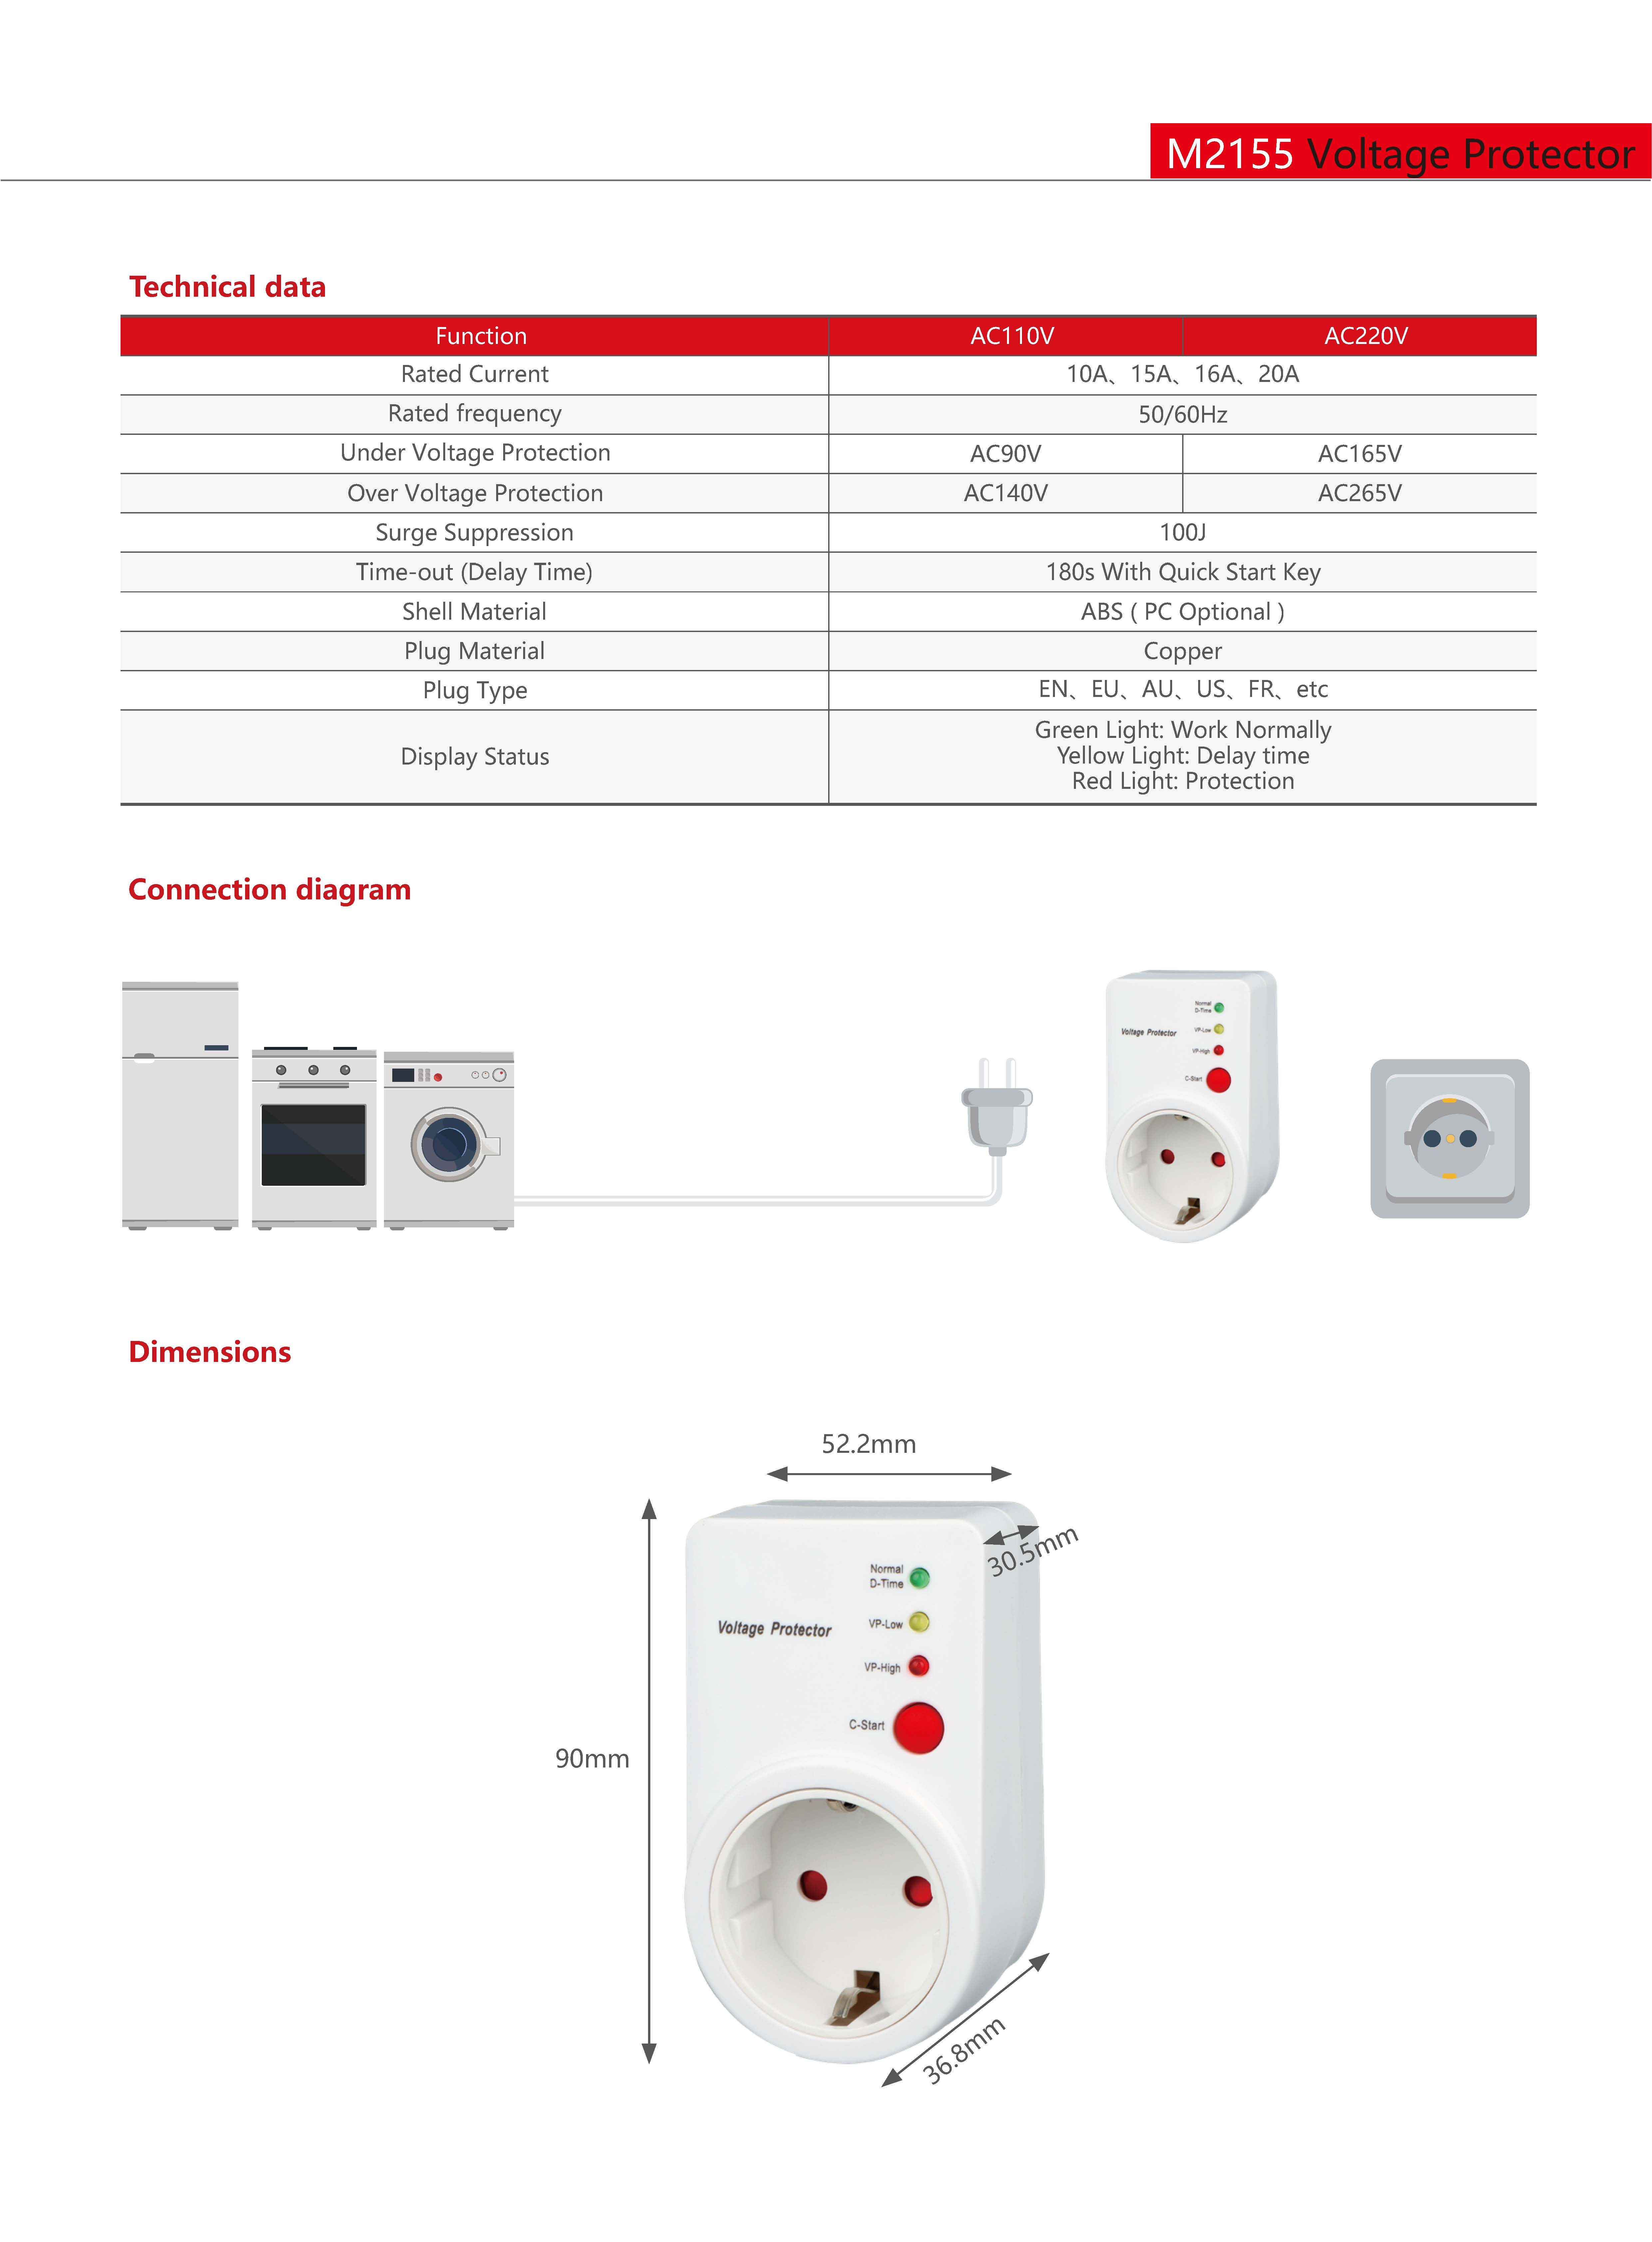 M2155 Voltage Protector
Technical data
Function AC110V AC220V
Rated Current 10A、15A、16A、20A
Rated frequency 50/60Hz
Under Voltage Protection AC90V AC165V
Over Voltage Protection AC140V AC265V
Surge Suppression 100J
Time-out (Delay Time) 180s With Quick Start Key
Shell Material ABS ( PC Optional )
Plug Material Copper
Plug Type EN、EU、AU、US、FR、etc
Display Status
Green Light: Work Normally
Yellow Light: Delay time
Red Light: Protection
Connection diagram
Normal
D-Time
Voltage Protector
VP-Low
VP-High
C-Start
Dimensions
52.2mm
30.5mm
Normal
D-Time
Voltage Protector
VP-Low
VP-High
C-Start
90mm
36.8mm